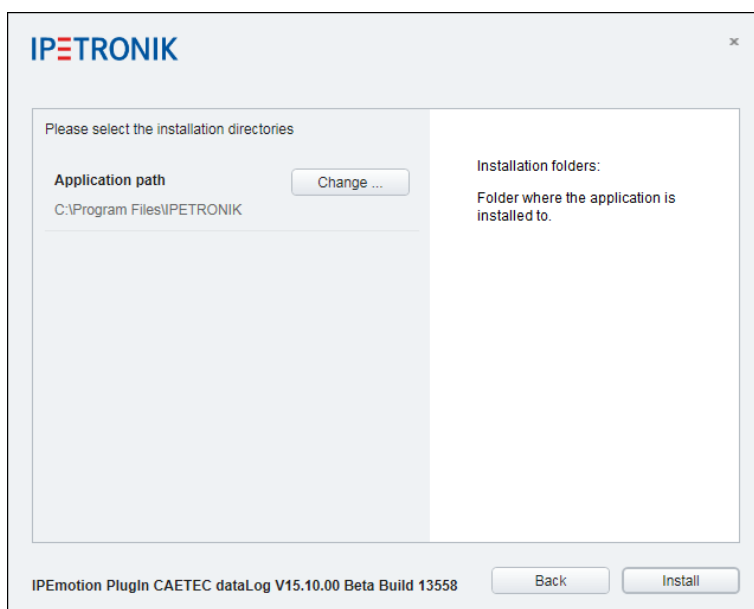 IPETRONIK
×
Please select the installation directories
Application path
Change ...
C:\Program Files\IPETRONIK
Installation folders:
Folder where the application is
installed to.
IPEmotion PlugIn CAETEC dataLog V15.10.00 Beta Build 13558
Back
Install